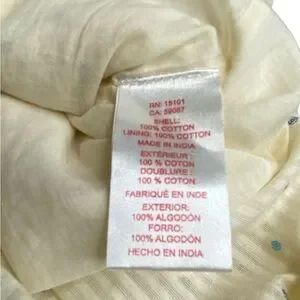 RN: 15101
CA: 59087
SHELL:
100% COTTON
LINING: 100% COTTON
MADE IN INDIA
EXTÉRIEUR :
100 % COTON
DOUBLURE :
100 % COTON
FABRIQUÉ EN INDE
EXTERIOR:
100% ALGODÓN
FORRO:
100% ALGODÓN
HECHO EN INDIA